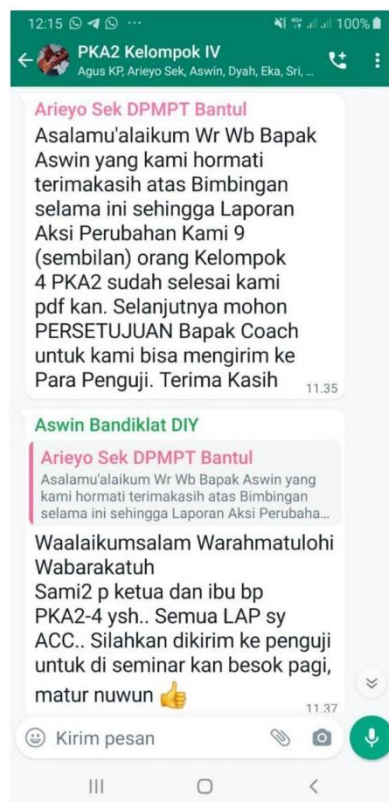 12:15 ... 100%
PKA2 Kelompok IV
Agus KP, Arieyo Sek, Aswin, Dyah, Eka, Sri, ...
Arieyo Sek DPMPT Bantul
Asalamu'alaikum Wr Wb Bapak
Aswin yang kami hormati
terimakasih atas Bimbingan
selama ini sehingga Laporan
Aksi Perubahan Kami 9
(sembilan) orang Kelompok
4 PKA2 sudah selesai kami
pdf kan. Selanjutnya mohon
PERSETUJUAN Bapak Coach
untuk kami bisa mengirim ke
Para Penguji. Terima Kasih
11.35
Aswin Bandiklat DIY
Arieyo Sek DPMPT Bantul
Asalamu'alaikum Wr Wb Bapak Aswin yang
kami hormati terimakasih atas Bimbingan
selama ini sehingga Laporan Aksi Perubaha...
Waalaikumsalam Warahmatulohi
Wabarakatuh
Sami2 p ketua dan ibu bp
PKA2-4 ysh.. Semua LAP sy
ACC.. Silahkan dikirim ke penguji
untuk di seminar kan besok pagi,
matur nuwun 👍
11.37
Kirim pesan